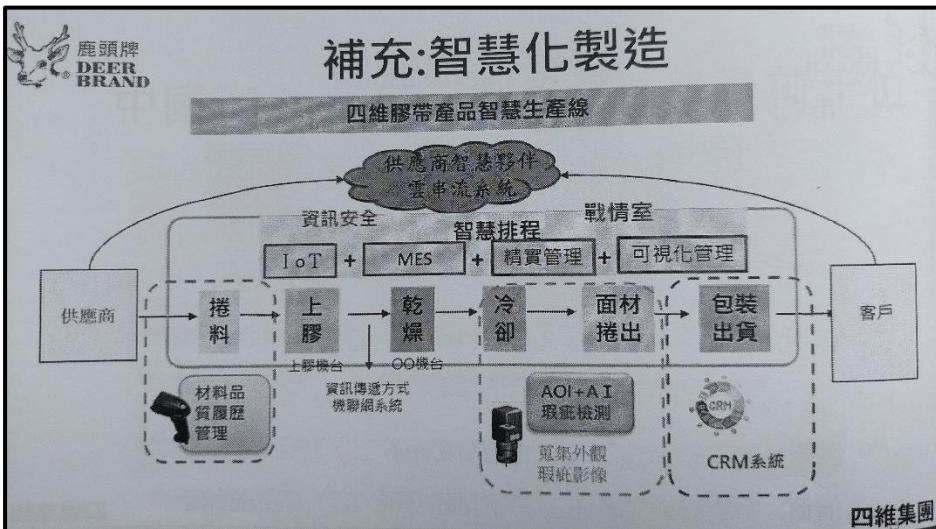 鹿頭牌
DEER
BRAND
®
補充:智慧化製造
四維膠帶產品智慧生產線
供應商智慧夥伴
雲串流系統
資訊安全
智慧排程
戰情室
IoT + MES + 精實管理 + 可視化管理
供應商
捲料
上膠
乾燥
冷卻
面材捲出
包裝出貨
客戶
上膠機台
OO機台
資訊傳遞方式
機聯網系統
材料品
質履歷
管理
AOI+AI
瑕疵檢測
蒐集外觀
瑕疵影像
CRM
CRM系統
四維集團